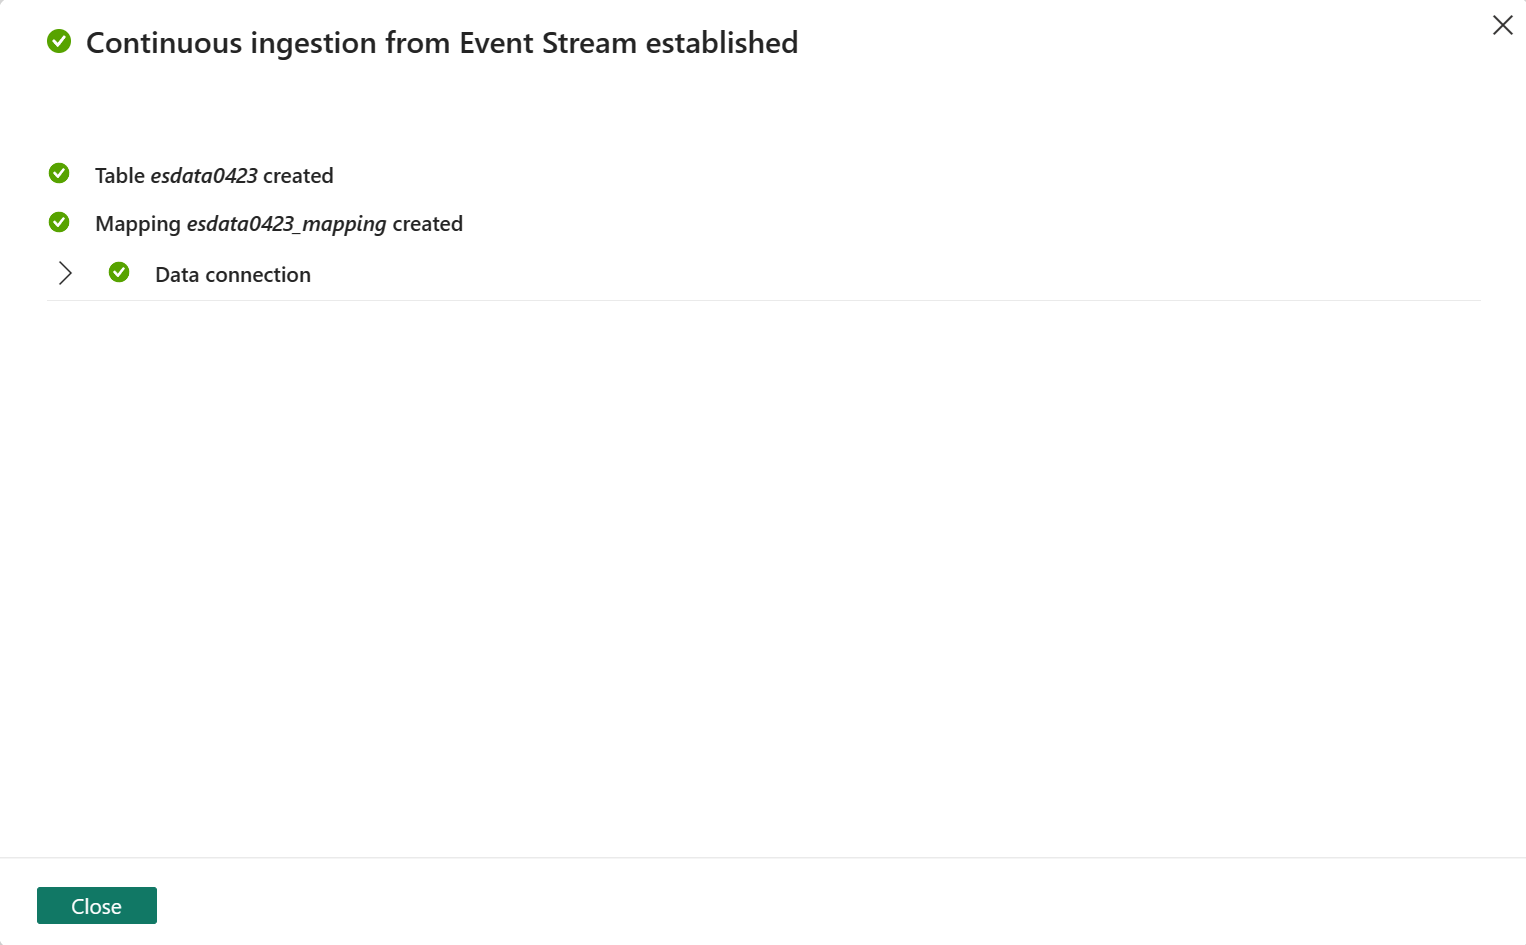 Continuous ingestion from Event Stream established
Table esdata0423 created
Mapping esdata0423_mapping created
Data connection
Close